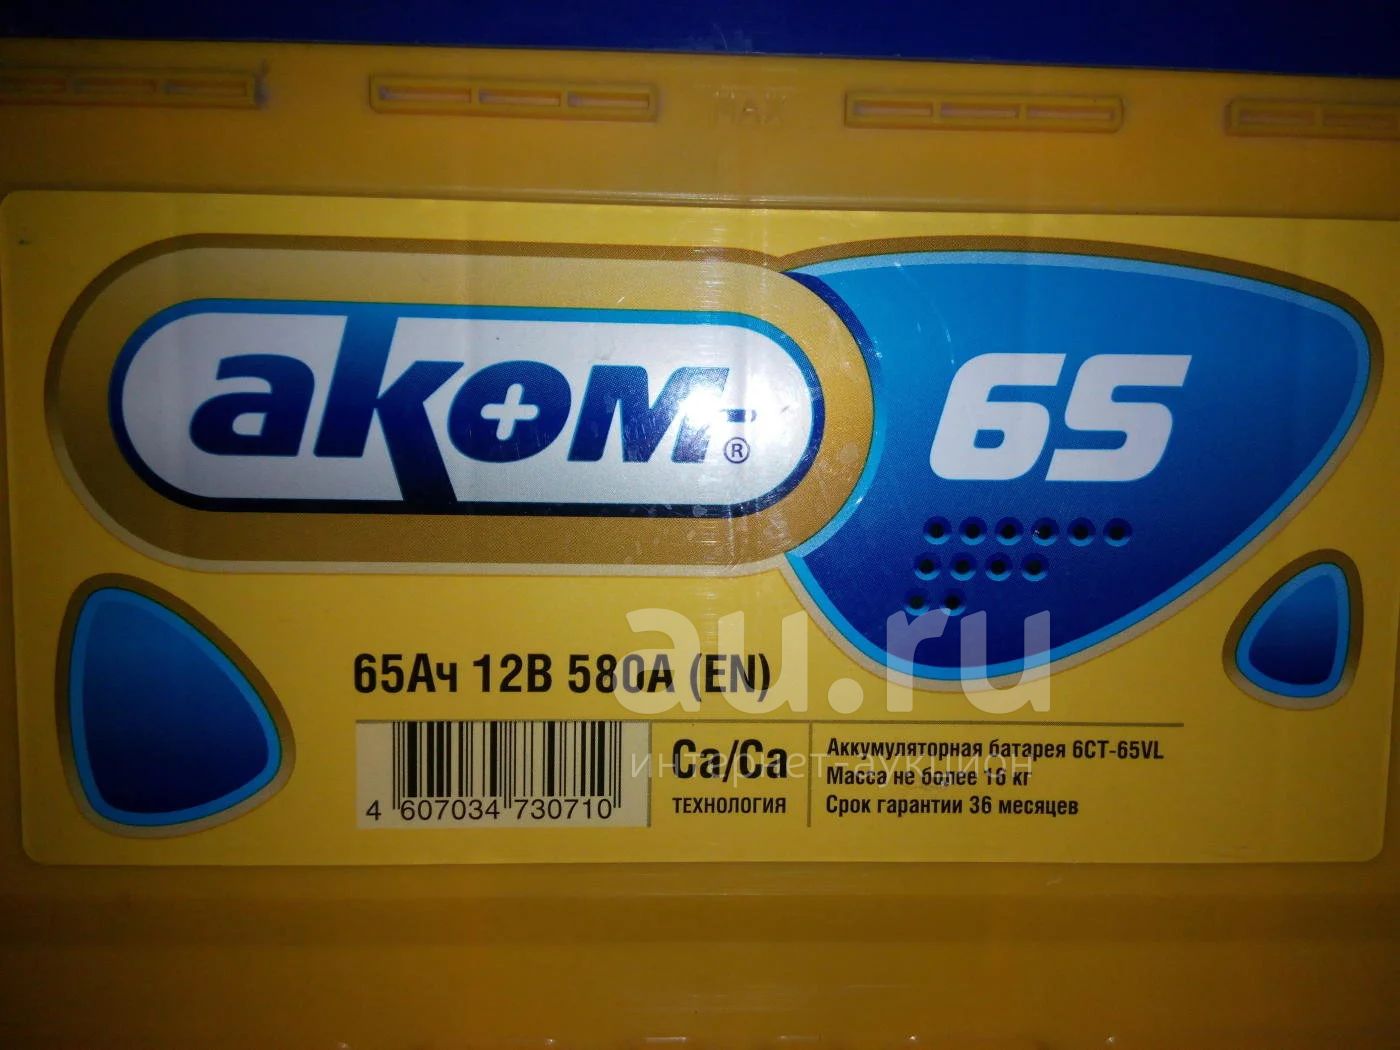 MAX
аком®
65
65Ач 12В 580А (EN)
4 607034 730710
Ca/Ca
ТЕХНОЛОГИЯ
Аккумуляторная батарея 6СТ-65VL
Масса не более 16 кг
Срок гарантии 36 месяцев
au.ru
интернет-аукцион